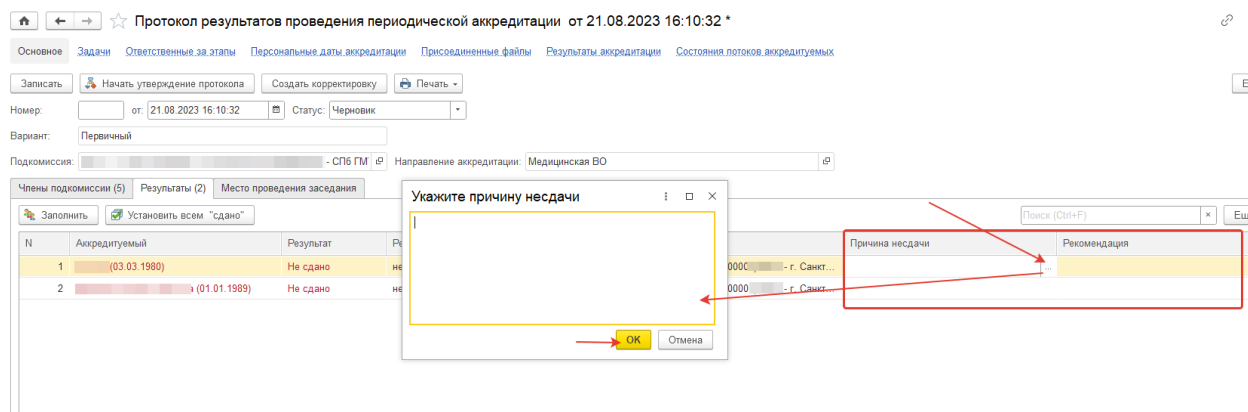 Протокол результатов проведения периодической аккредитации от 21.08.2023 16:10:32 *
Основное Задачи Ответственные за этапы Персональные даты аккредитации Присоединенные файлы Результаты аккредитации Состояния потоков аккредитуемых
Записать Начать утверждение протокола Создать корректировку Печать
Номер: от: 21.08.2023 16:10:32 Статус: Черновик
Вариант: Первичный
Подкомиссия: - СПб ГМ Направление аккредитации: Медицинская ВО
Члены подкомиссии (5) Результаты (2) Место проведения заседания
Укажите причину несдачи
Заполнить Установить всем "сдано" Поиск (Ctrl+F) × Ещ
N Аккредитуемый Результат Ре Причина несдачи Рекомендация
1 (03.03.1980) Не сдано не - г. Санкт... ...
2 (01.01.1989) Не сдано не - г. Санкт...
OK Отмена